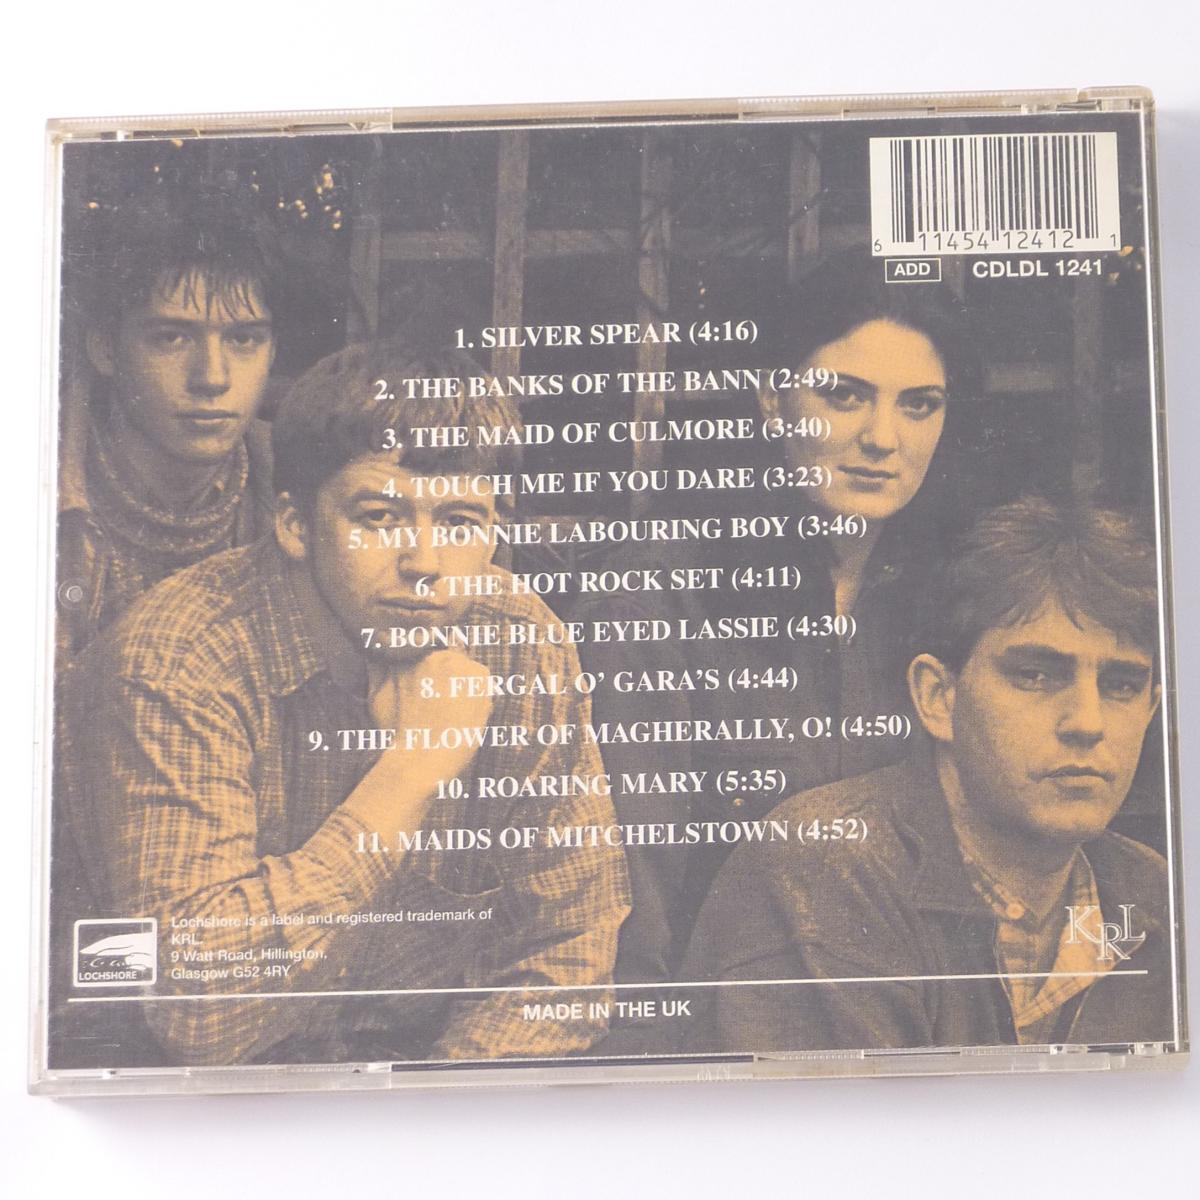 6 11454 12412 1
ADD CDLDL 1241
1. SILVER SPEAR (4:16)
2. THE BANKS OF THE BANN (2:49)
3. THE MAID OF CULMORE (3:40)
4. TOUCH ME IF YOU DARE (3:23)
5. MY BONNIE LABOURING BOY (3:46)
6. THE HOT ROCK SET (4:11)
7. BONNIE BLUE EYED LASSIE (4:30)
8. FERGAL O' GARA'S (4:44)
9. THE FLOWER OF MAGHERALLY, O! (4:50)
10. ROARING MARY (5:35)
11. MAIDS OF MITCHELSTOWN (4:52)
LOCHSHORE
Lochshore is a label and registered trademark of
KRL.
9 Watt Road, Hillington,
Glasgow G52 4RY
KRL
MADE IN THE UK